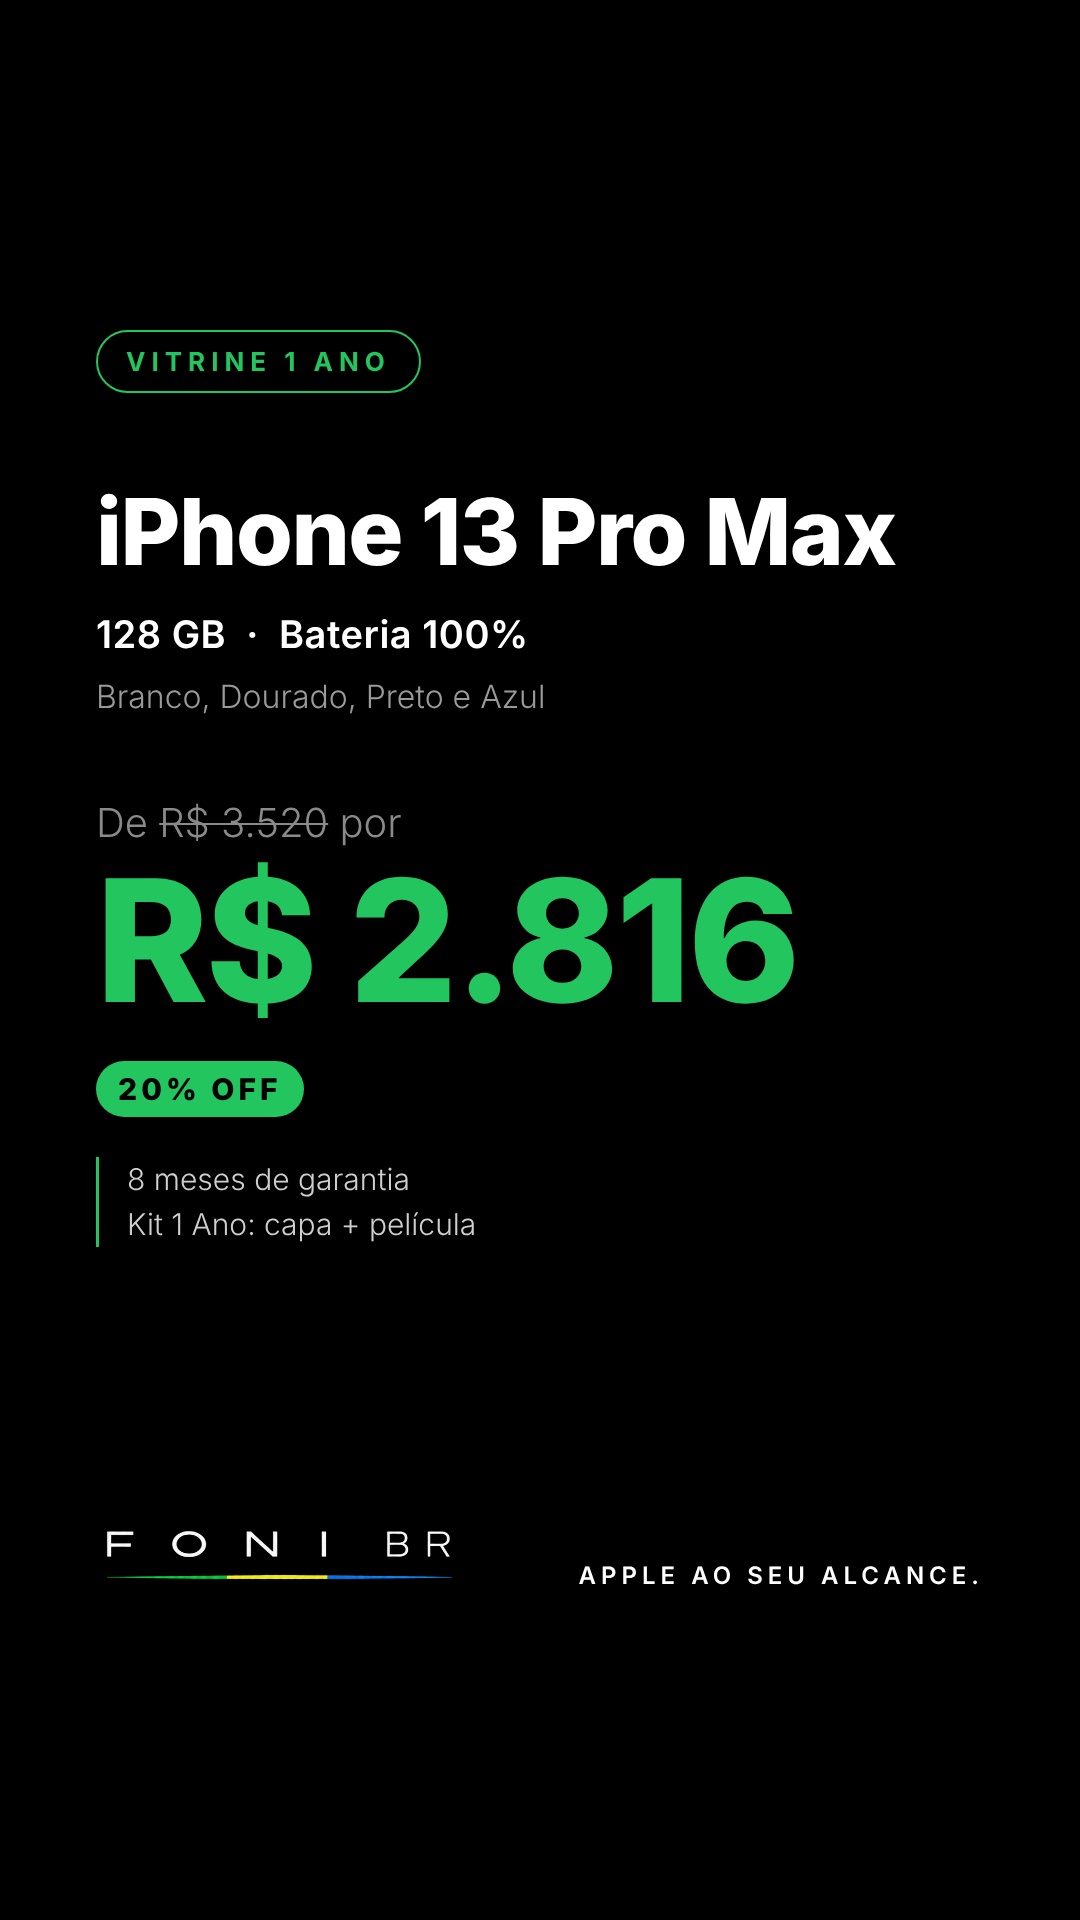 VITRINE 1 ANO
iPhone 13 Pro Max
128 GB · Bateria 100%
Branco, Dourado, Preto e Azul
De R$ 3.520 por
R$ 2.816
20% OFF
8 meses de garantia
Kit 1 Ano: capa + película
FONI BR
APPLE AO SEU ALCANCE.